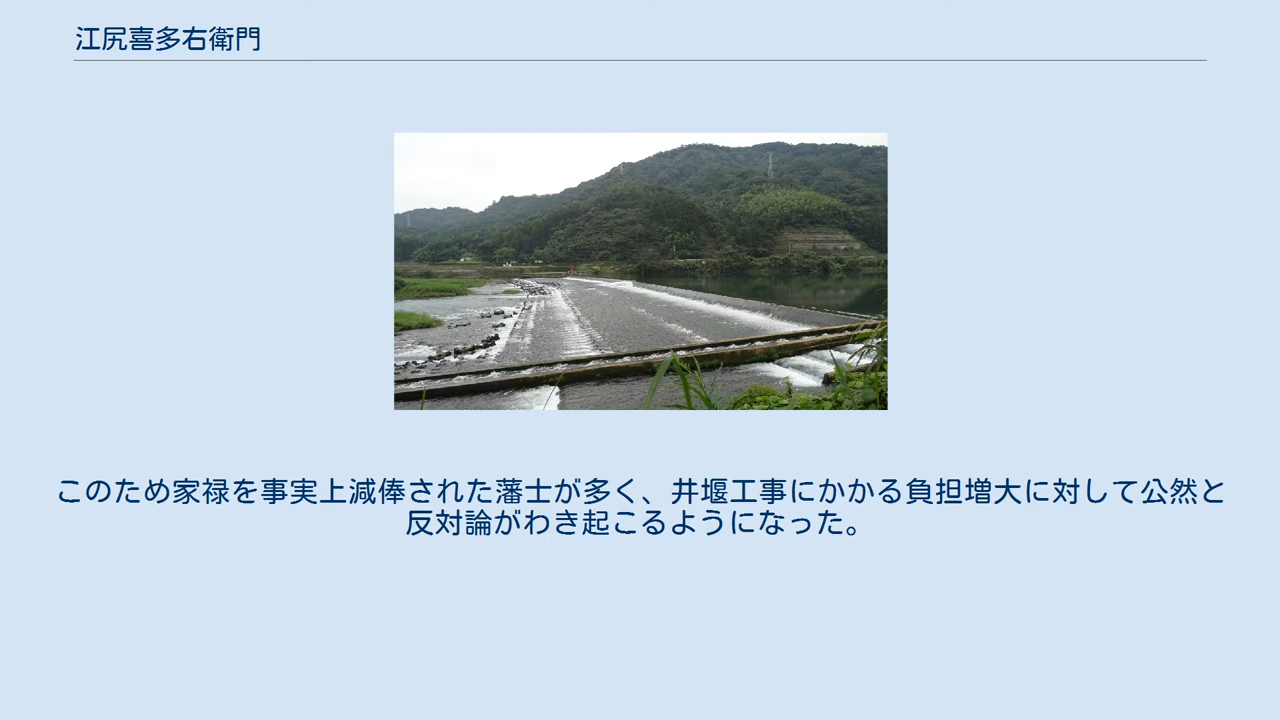 江尻喜多右衛門
このため家禄を事実上減俸された藩士が多く、井堰工事にかかる負担増大に対して公然と
反対論がわき起こるようになった。